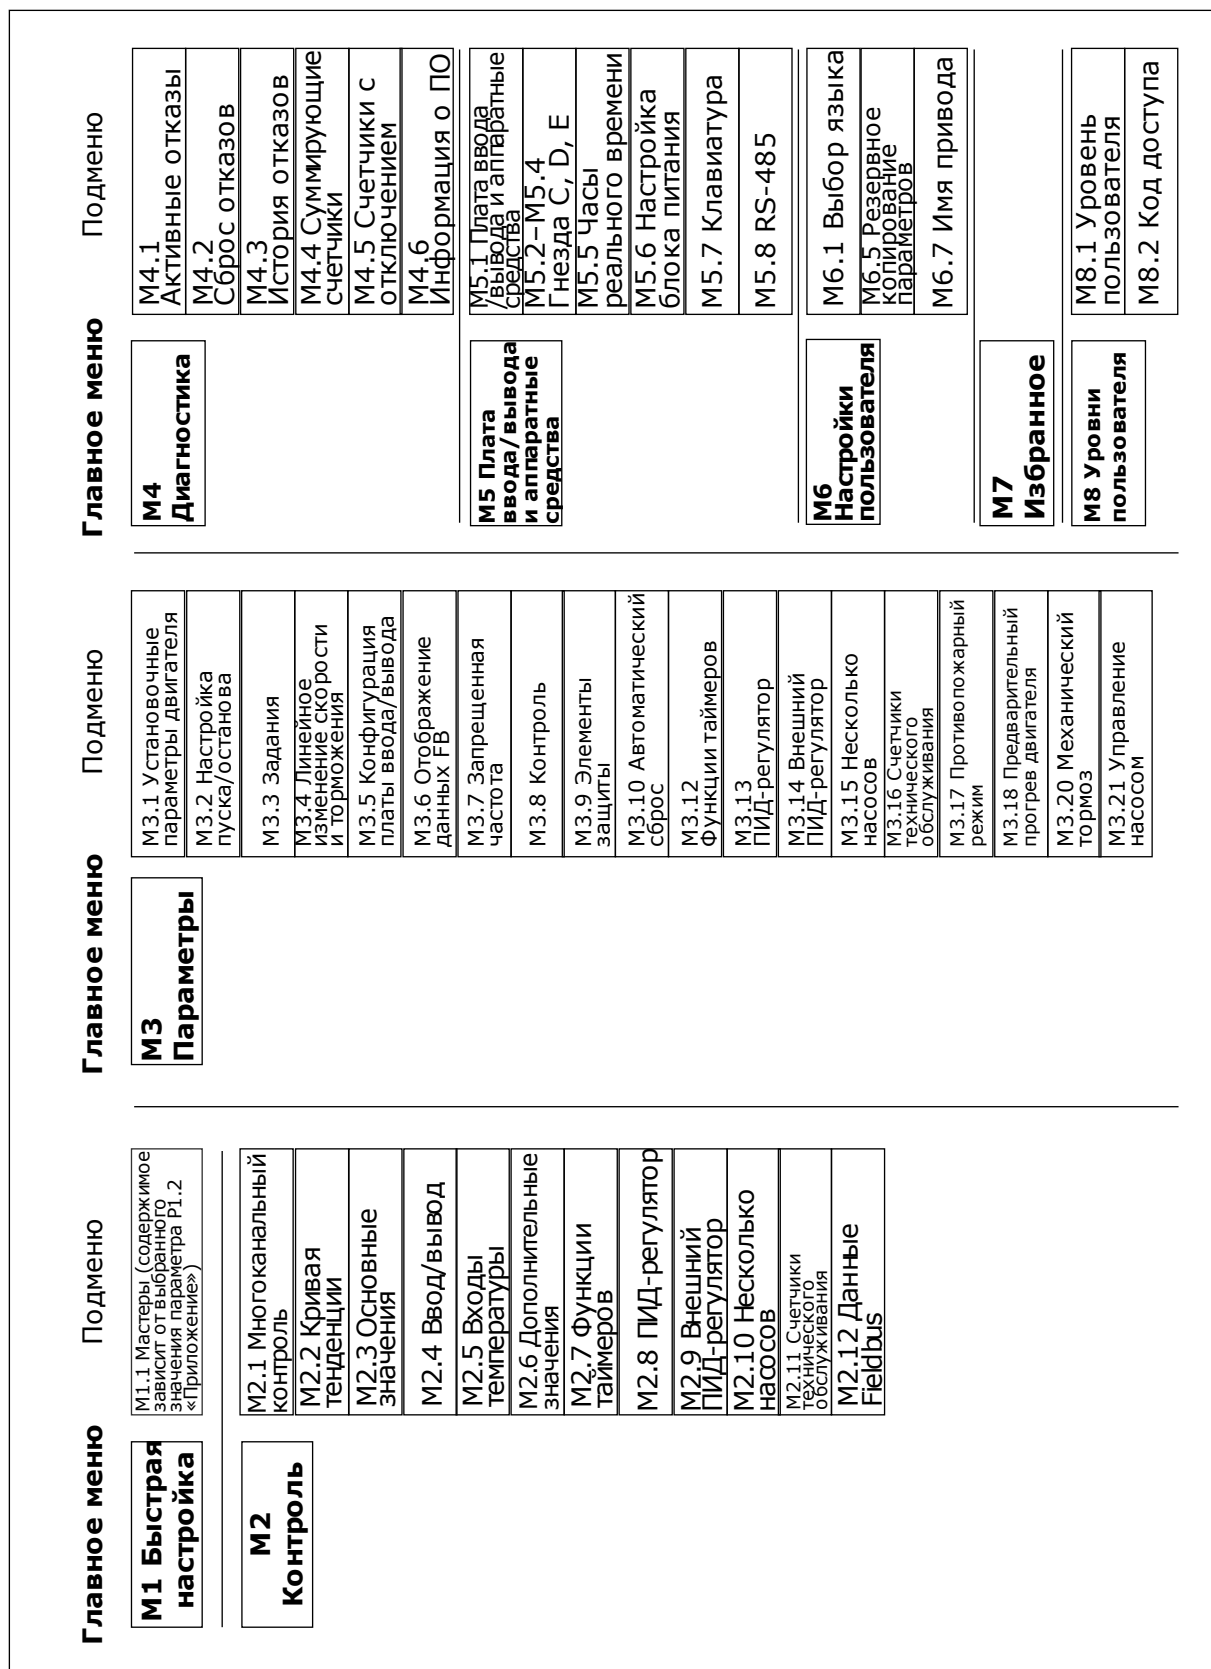 Главное меню
Подменю
M1 Быстрая
настройка
M1.1 Мастеры (содержимое
зависит от выбранного
значения параметра P1.2
«Приложение»)
M2
Контроль
M2.1 Многоканальный
контроль
M2.2 Кривая
тенденции
M2.3 Основные
значения
M2.4 Ввод/вывод
M2.5 Входы
температуры
M2.6 Дополнительные
значения
M2.7 Функции
таймеров
M2.8 ПИД-регулятор
M2.9 Внешний
ПИД-регулятор
M2.10 Несколько
насосов
M2.11 Счетчики
технического
обслуживания
M2.12 Данные
Fieldbus
Главное меню
Подменю
M3
Параметры
M3.1 Установочные
параметры двигателя
M3.2 Настройка
пуска/останова
M3.3 Задания
M3.4 Линейное
изменение скорости
и торможения
M3.5 Конфигурация
платы ввода/вывода
M3.6 Отображение
данных FB
M3.7 Запрещенная
частота
M3.8 Контроль
M3.9 Элементы
защиты
M3.10 Автоматический
сброс
M3.12
Функции таймеров
M3.13
ПИД-регулятор
M3.14 Внешний
ПИД-регулятор
M3.15 Несколько
насосов
M3.16 Счетчики
технического
обслуживания
M3.17 Противопожарный
режим
M3.18 Предварительный
прогрев двигателя
M3.20 Механический
тормоз
M3.21 Управление
насосом
Главное меню
Подменю
M4
Диагностика
M4.1
Активные отказы
M4.2
Сброс отказов
M4.3
История отказов
M4.4 Суммирующие
счетчики
M4.5 Счетчики с
отключением
M4.6
Информация о ПО
M5 Плата
ввода/вывода
и аппаратные
средства
M5.1 Плата ввода
/вывода и аппаратные
средства
M5.2–M5.4
Гнезда C, D, E
M5.5 Часы
реального времени
M5.6 Настройка
блока питания
M5.7 Клавиатура
M5.8 RS-485
M6
Настройки
пользователя
M6.1 Выбор языка
M6.5 Резервное
копирование
параметров
M6.7 Имя привода
M7
Избранное
M8 Уровни
пользователя
M8.1 Уровень
пользователя
M8.2 Код доступа